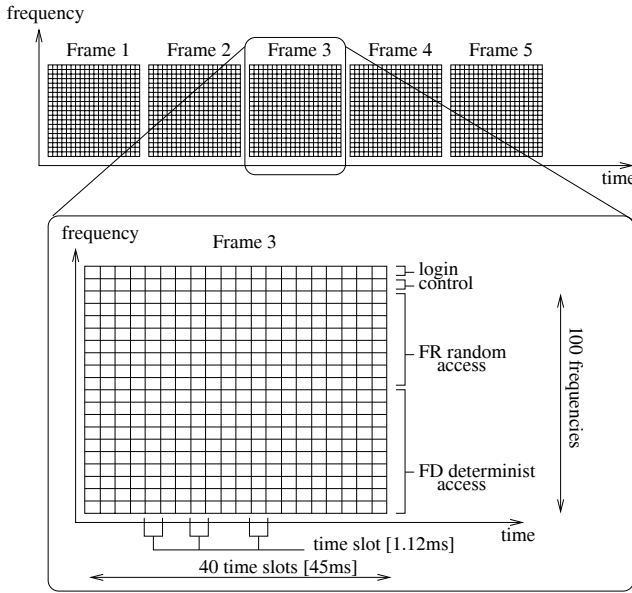 frequency
Frame 1 Frame 2 Frame 3 Frame 4 Frame 5
time
frequency
Frame 3
login
control
FR random
access
100 frequencies
FD determinist
access
time
time slot [1.12ms]
40 time slots [45ms]